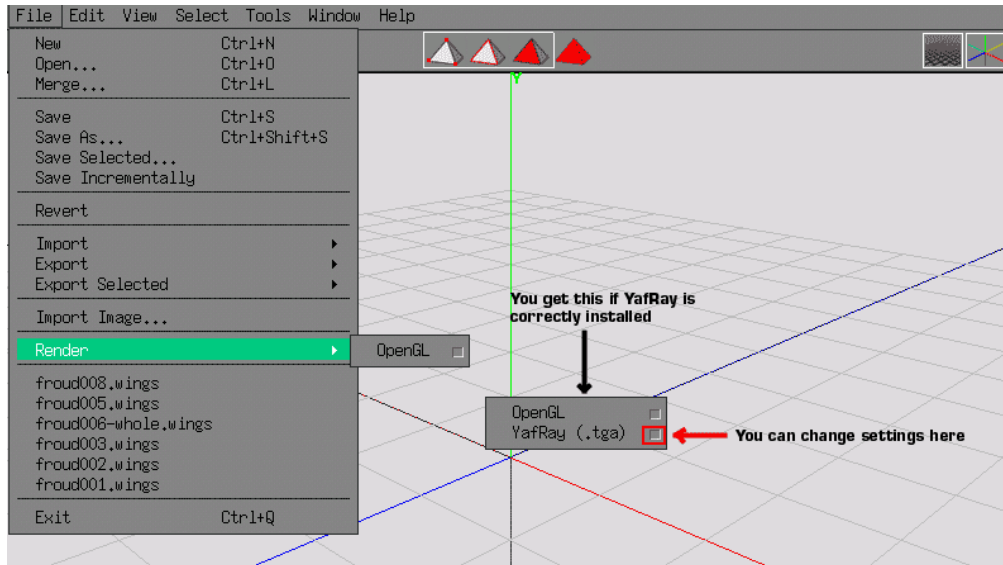 File Edit View Select Tools Window Help
New Ctrl+N
Open... Ctrl+O
Merge... Ctrl+L
Save Ctrl+S
Save As... Ctrl+Shift+S
Save Selected...
Save Incrementally
Revert
Import
Export
Export Selected
Import Image...
Render
OpenGL
froud008.wings
froud005.wings
froud006-whole.wings
froud003.wings
froud002.wings
froud001.wings
Exit Ctrl+Q
Y
You get this if YafRay is
correctly installed
OpenGL
YafRay (.tga)
You can change settings here